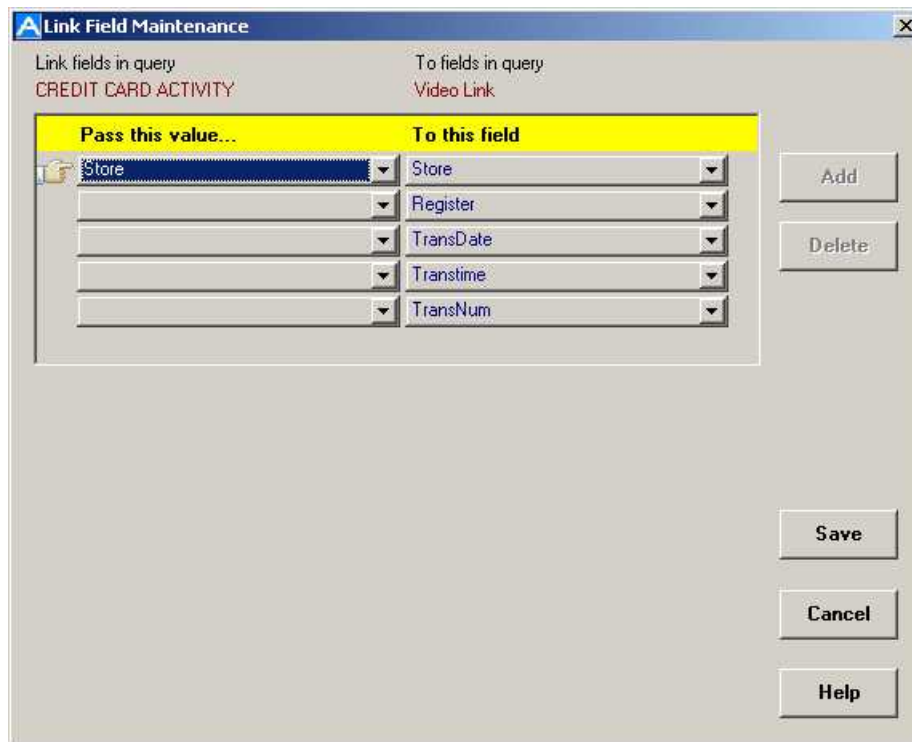 Link Field Maintenance
Link fields in query To fields in query
CREDIT CARD ACTIVITY Video Link
Pass this value... To this field
Store Store
Add
Register
TransDate
Delete
Transtime
TransNum
Save
Cancel
Help